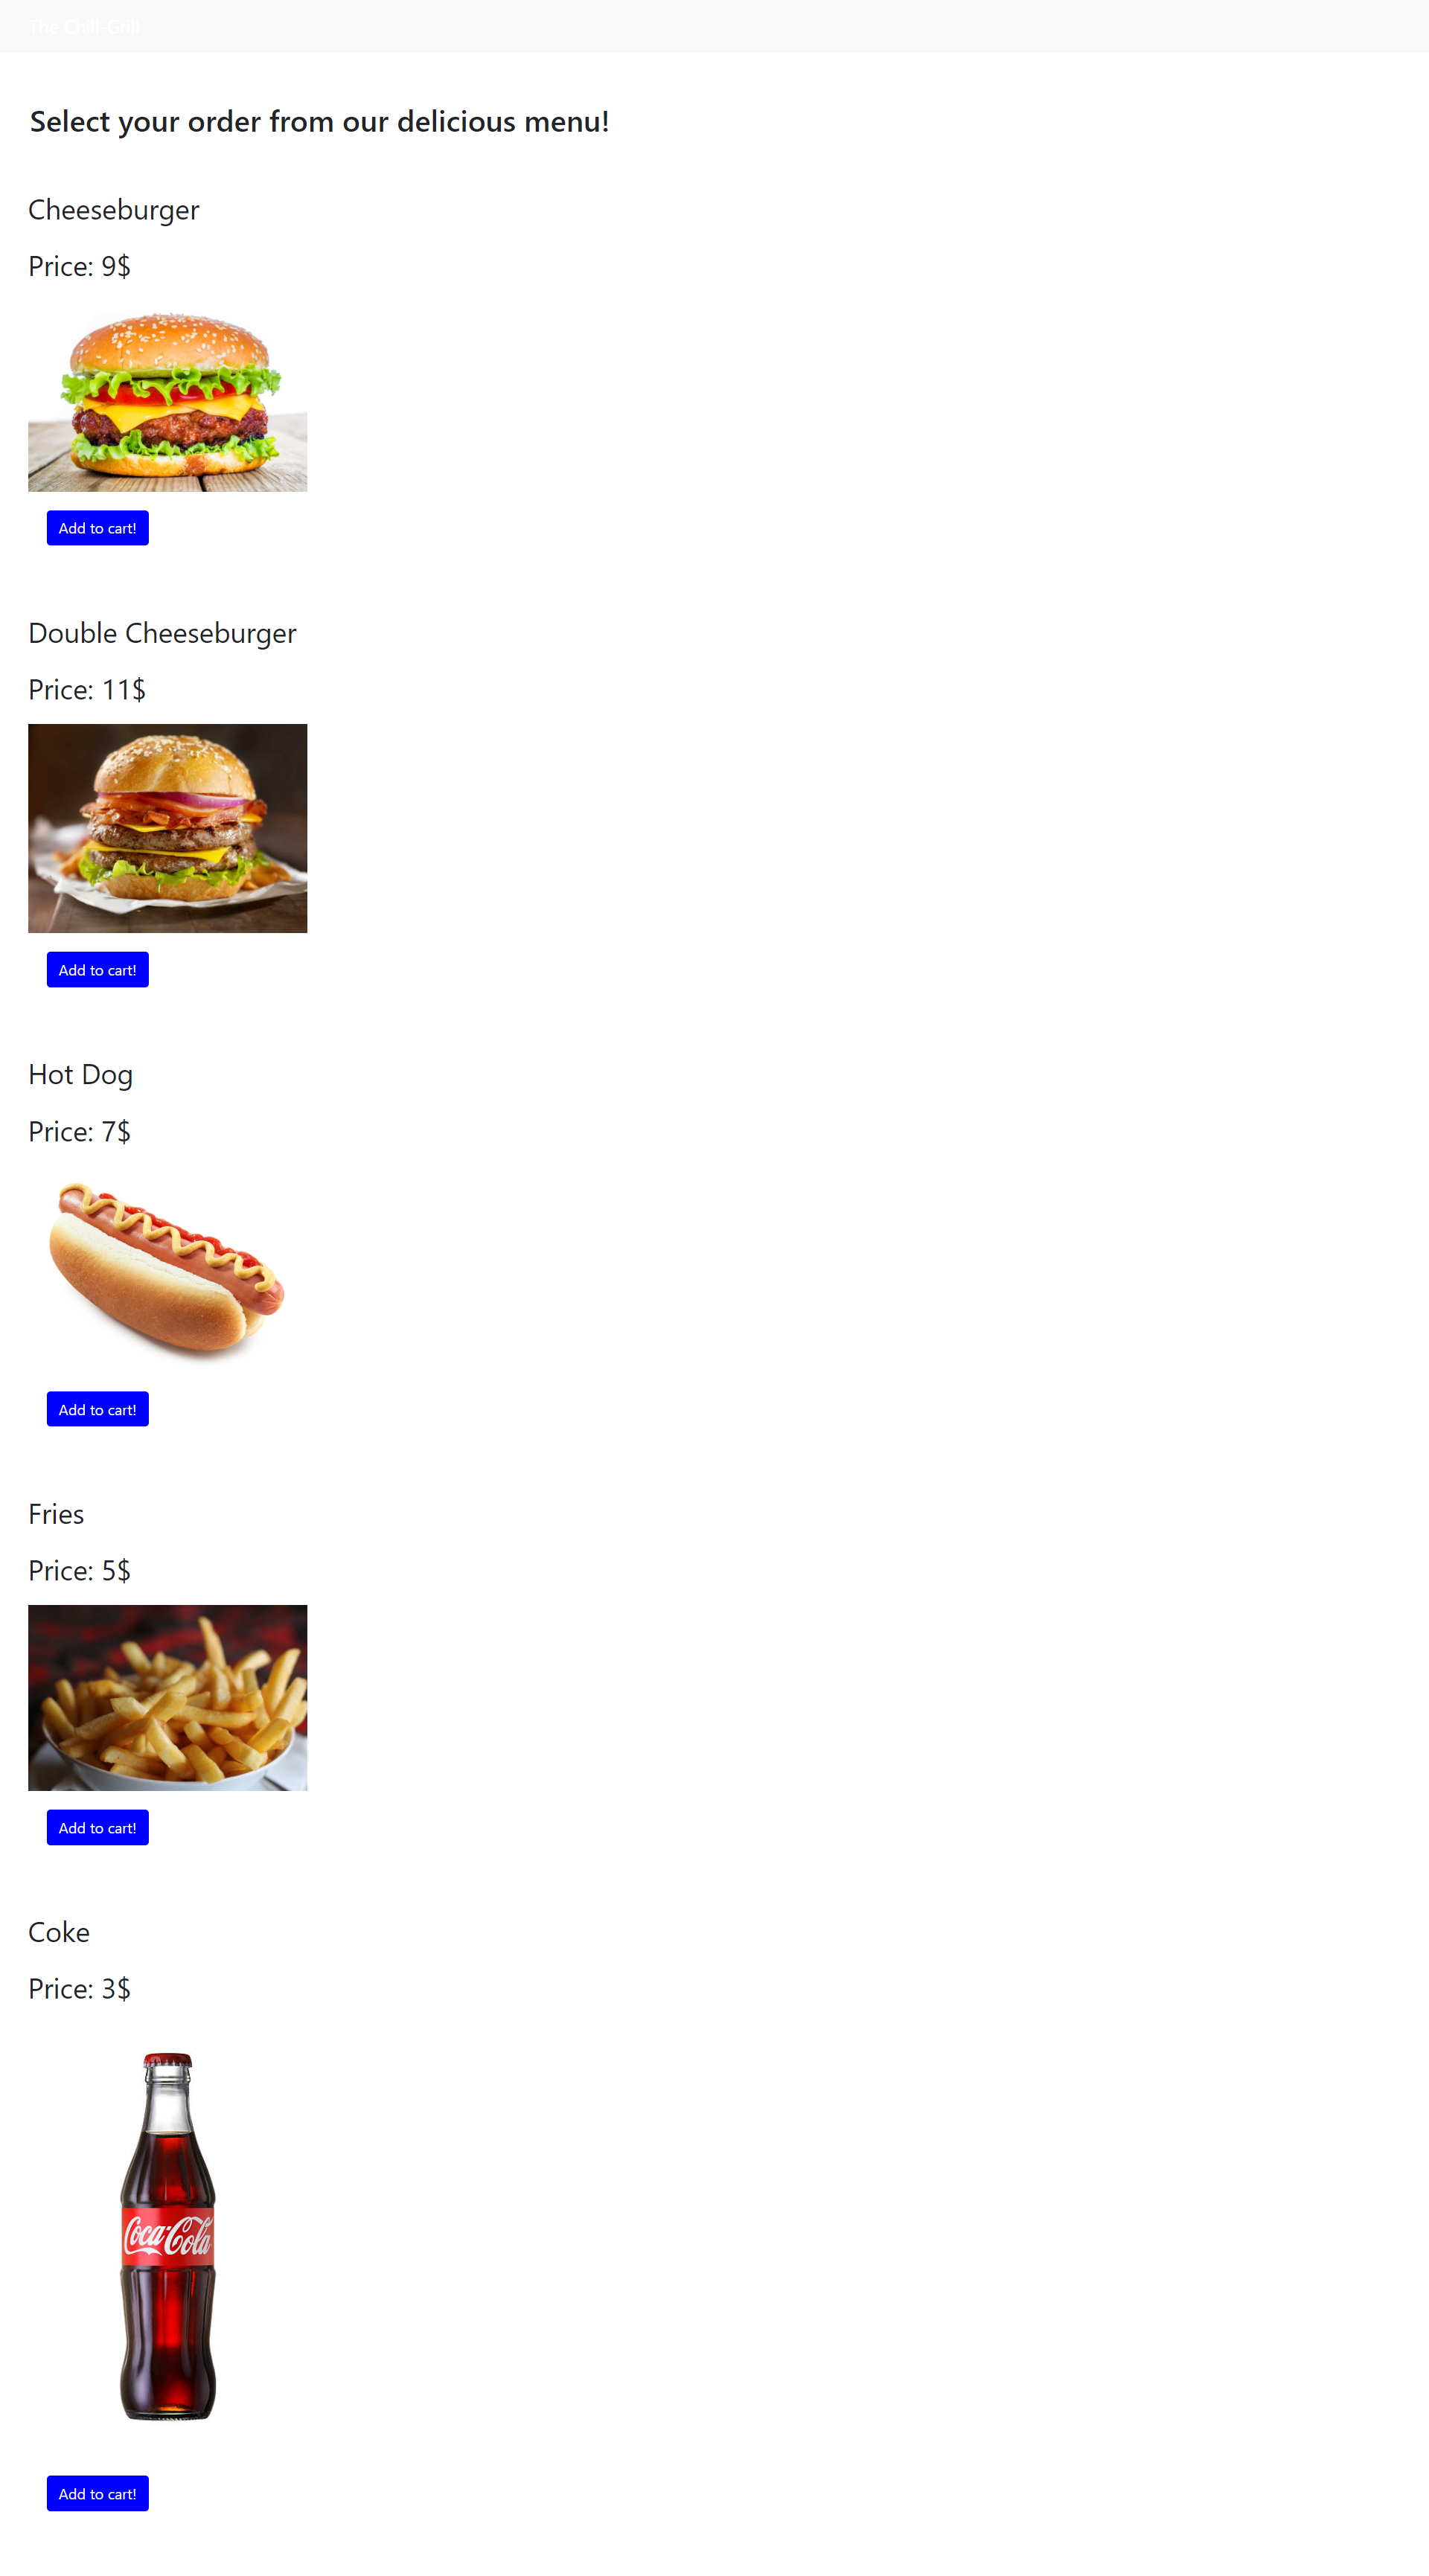 The Chill-Grill
Select your order from our delicious menu!
Cheeseburger
Price: 9$
Add to cart!
Double Cheeseburger
Price: 11$
Add to cart!
Hot Dog
Price: 7$
Add to cart!
Fries
Price: 5$
Add to cart!
Coke
Price: 3$
Coca-Cola
Add to cart!